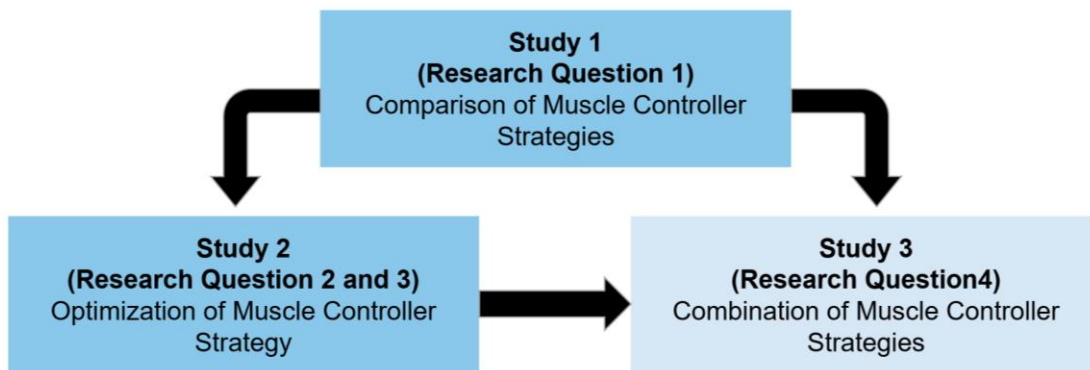 Study 1
(Research Question 1)
Comparison of Muscle Controller
Strategies
Study 2
(Research Question 2 and 3)
Optimization of Muscle Controller
Strategy
Study 3
(Research Question4)
Combination of Muscle Controller
Strategies